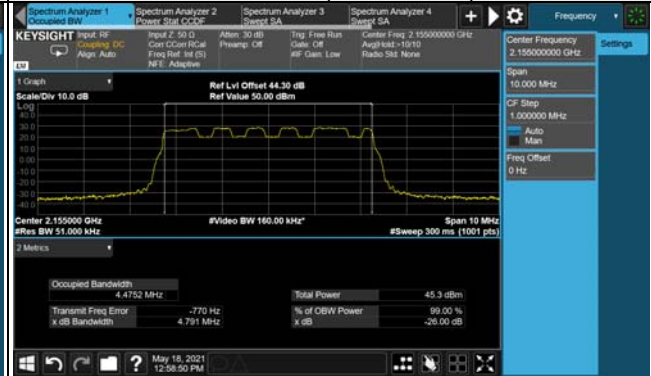 Spectrum Analyzer 1
Occupied BW
Spectrum Analyzer 2
Power Stat CCDF
Spectrum Analyzer 3
Swept SA
Spectrum Analyzer 4
Swept SA
Frequency
KEYSIGHT
Input: RF
Coupling: DC
Align: Auto
Input Z: 50 Ω
Corr CCorr RCal
Freq Ref: Int (S)
NFE: Adaptive
Atten: 30 dB
Preamp: Off
Trig: Free Run
Gate: Off
#IF Gain: Low
Center Freq: 2.155000000 GHz
Avg|Hold:>10/10
Radio Std: None
Center Frequency
2.155000000 GHz
Settings
Span
10.000 MHz
CF Step
1.000000 MHz
Auto
Man
Freq Offset
0 Hz
1 Graph
Scale/Div 10.0 dB
Ref Lvl Offset 44.30 dB
Ref Value 50.00 dBm
Log
40.0
30.0
20.0
10.0
0.00
-10.0
-20.0
-30.0
-40.0
Center 2.155000 GHz
#Res BW 51.000 kHz
#Video BW 160.00 kHz*
Span 10 MHz
#Sweep 300 ms (1001 pts)
2 Metrics
Occupied Bandwidth
4.4752 MHz
Total Power 45.3 dBm
Transmit Freq Error -770 Hz
% of OBW Power 99.00 %
x dB Bandwidth 4.791 MHz
x dB -26.00 dB
May 18, 2021
12:58:50 PM